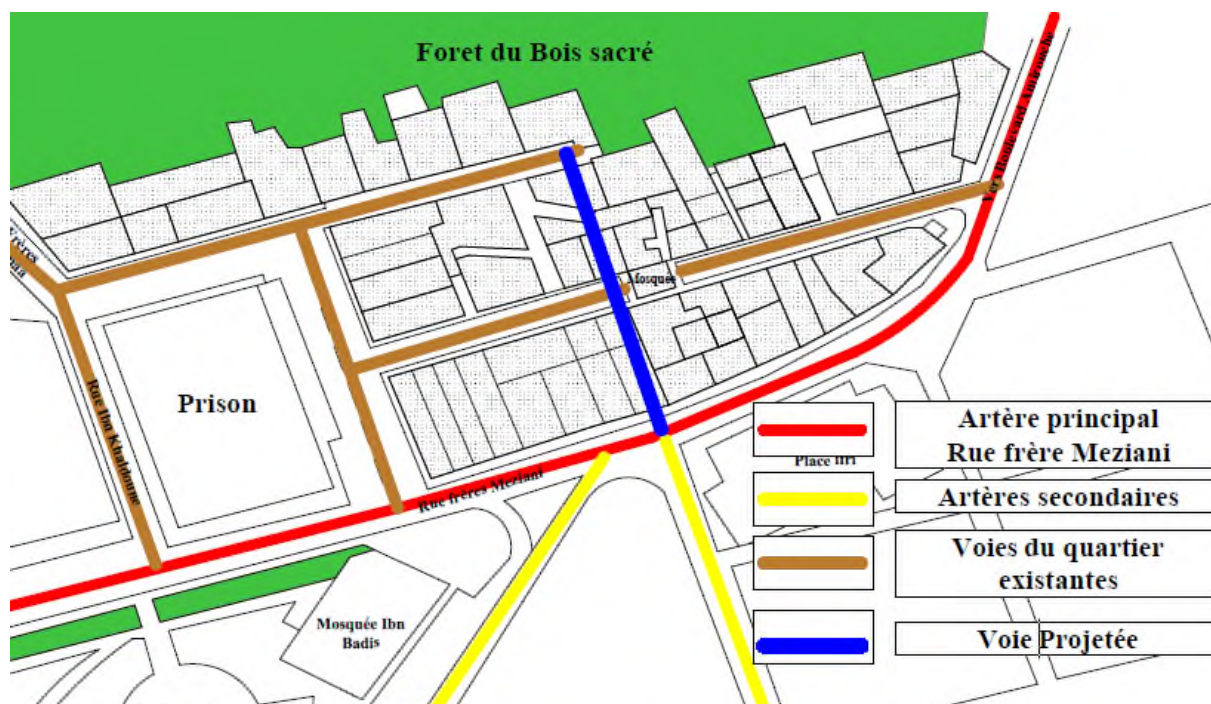 Foret du Bois sacré
Vers Boulevard Amirouche
Frères
Mosquée
Prison
Rue Ibn Khaldoune
Rue frères Meziani
Mosquée Ibn
Badis
Artère principal
Rue frère Meziani
Place
Artères secondaires
Voies du quartier
existantes
Voie Projetée